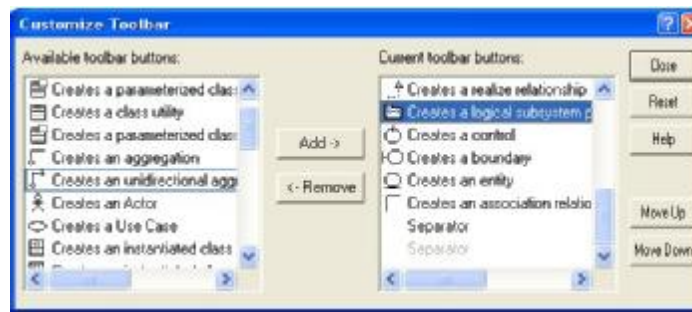 Customize Toolbar
Available toolbar buttons:
Creates a parameterized clas
Creates a class utility
Creates a parameterized clas
Creates an aggregation
Creates an unidirectional agg
Creates an Actor
Creates a Use Case
Creates an instantiated class
Add ->
<- Remove
Current toolbar buttons:
Creates a realize relationship
Creates a logical subsystem p
Creates a control
Creates a boundary
Creates an entity
Creates an association relatio
Separator
Separator
Close
Reset
Help
Move Up
Move Down